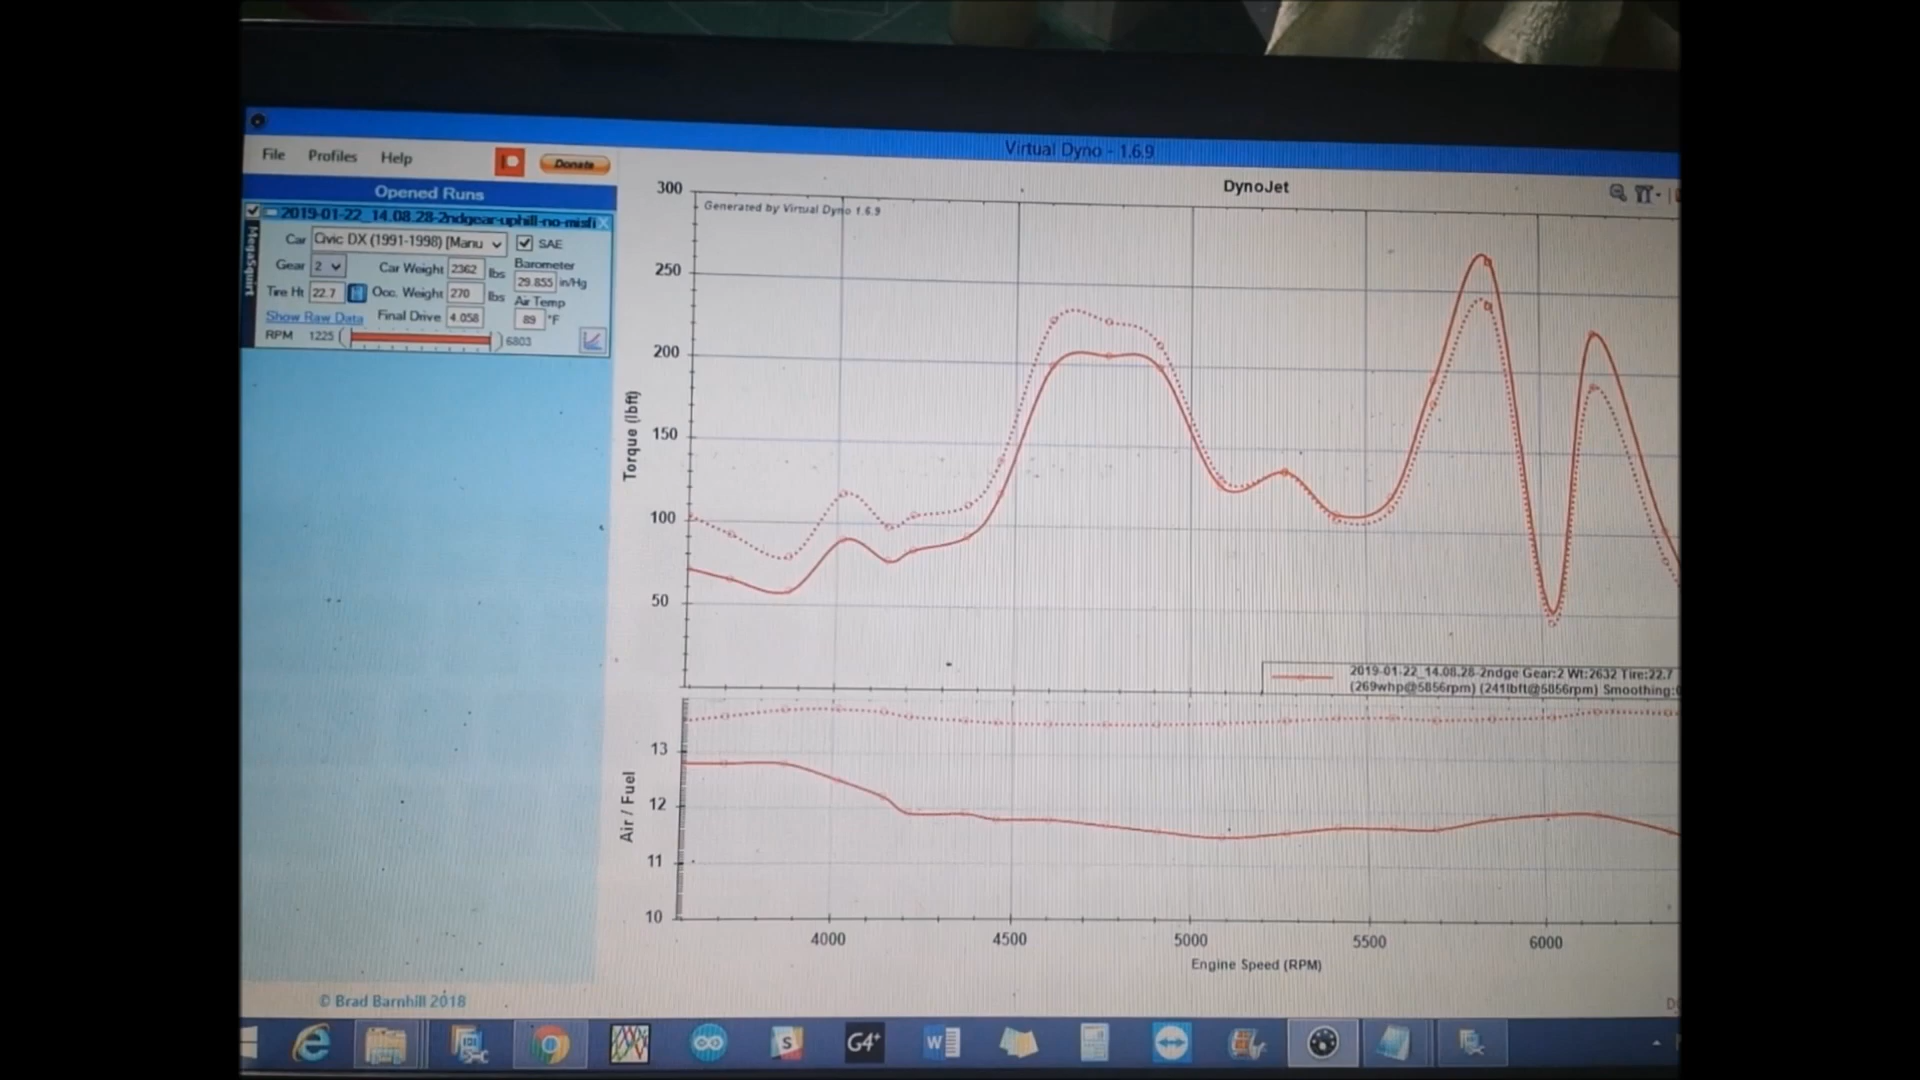 Virtual Dyno - 1.6.9
File Profiles Help Donate
Opened Runs
2019-01-22_14.08.28-2ndgear-uphill-no-misfi
MegaSquirt
Car Civic DX (1991-1998) [Manu SAE
Gear 2 Car Weight 2362 lbs Barometer
29.855 in/Hg
Tire Ht 22.7 Occ. Weight 270 lbs Air Temp
Show Raw Data Final Drive 4.058 89 °F
RPM 1225 6803
DynoJet
Generated by Virtual Dyno 1.6.9
300
250
200
150
100
50
Torque (lbft)
2019-01-22_14.08.28-2ndge Gear:2 Wt:2632 Tire:22.7
(269whp@5856rpm) (241lbft@5856rpm) Smoothing:
13
12
11
10
Air / Fuel
4000 4500 5000 5500 6000
Engine Speed (RPM)
© Brad Barnhill 2018
S G4+ W